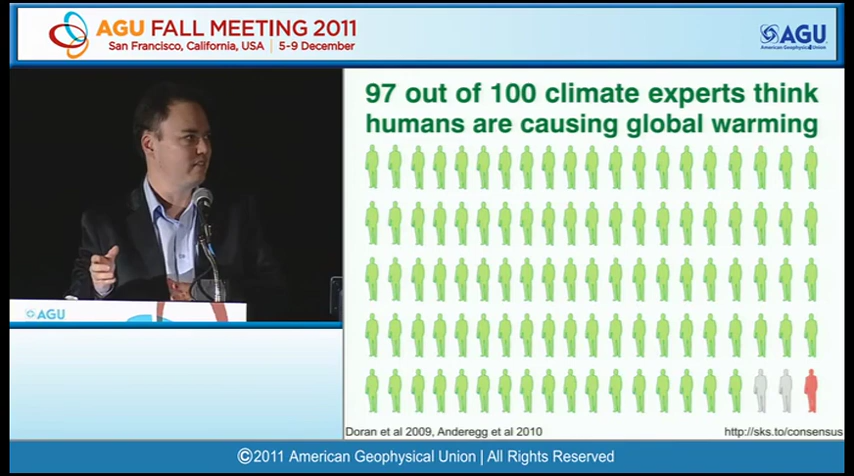 AGU FALL MEETING 2011
San Francisco, California, USA | 5-9 December
AGU
American Geophysical Union
97 out of 100 climate experts think
humans are causing global warming
AGU
Doran et al 2009, Anderegg et al 2010
http://sks.to/consensus
©2011 American Geophysical Union | All Rights Reserved